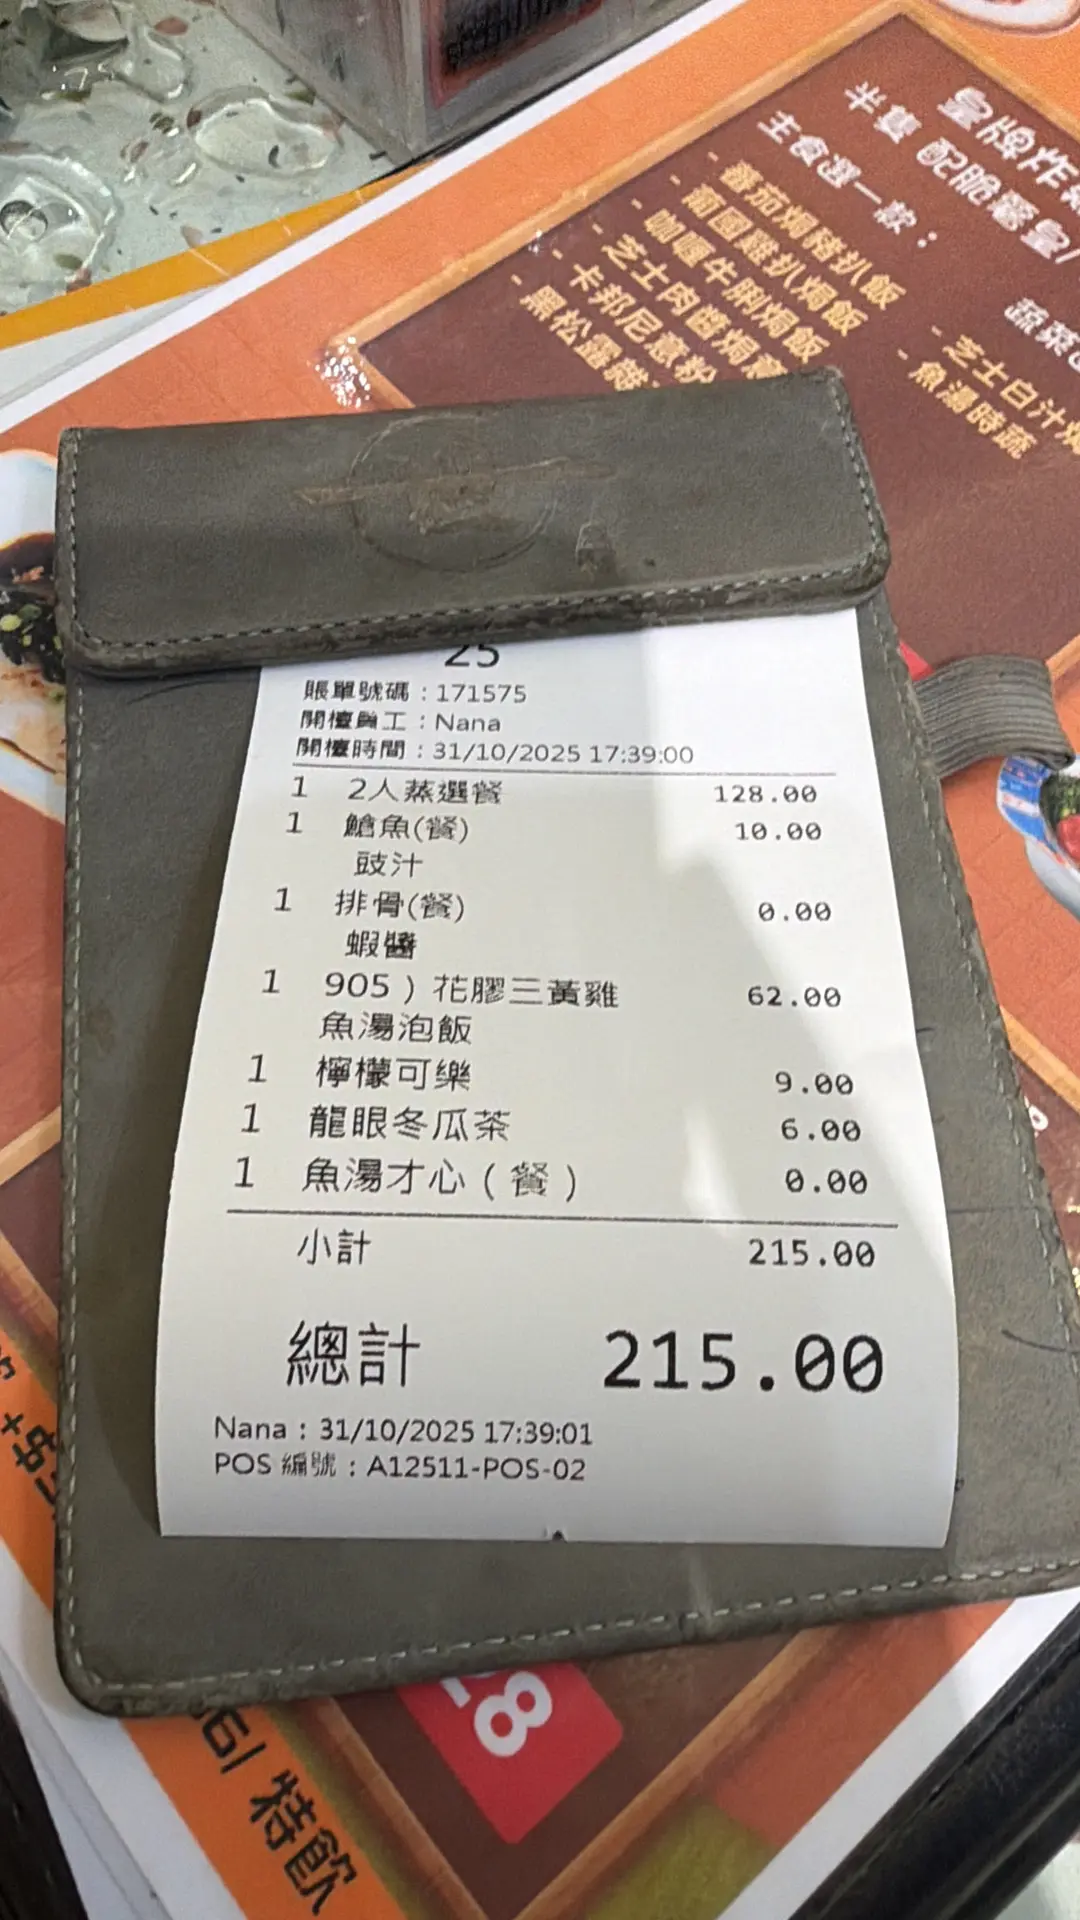 皇牌炸
半隻 配脆薯皇
主食選一款：
- 蕃茄焗豬扒飯
- 葡國雞扒焗飯
- 咖喱牛脷焗飯
- 芝士肉醬焗
- 卡邦尼意粉
- 黑松露
蔬菜
- 芝士白汁
- 魚湯時蔬
25
賬單號碼：171575
開檯員工：Nana
開檯時間：31/10/2025 17:39:00
1 2人蒸選餐 128.00
1 鯧魚(餐) 10.00
豉汁
1 排骨(餐) 0.00
蝦醬
1 905）花膠三黃雞 62.00
魚湯泡飯
1 檸檬可樂 9.00
1 龍眼冬瓜茶 6.00
1 魚湯才心（餐） 0.00
小計 215.00
總計 215.00
Nana：31/10/2025 17:39:01
POS 編號：A12511-POS-02
28
特飲